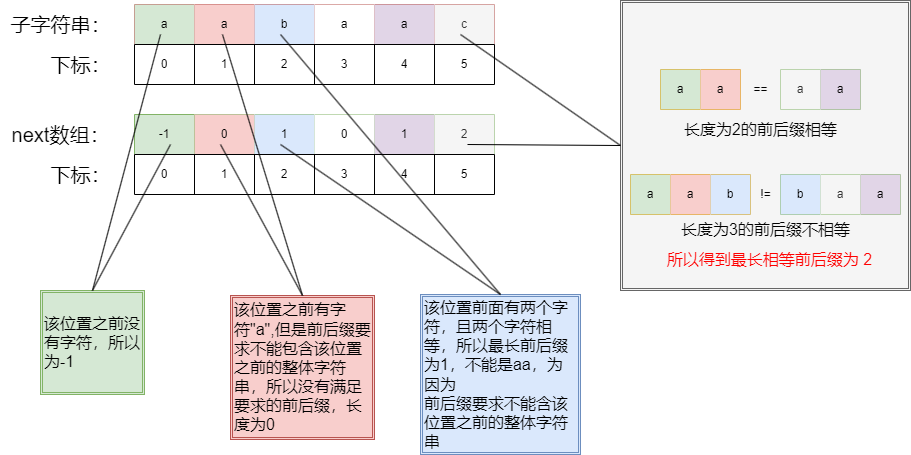 子字符串： a a b a a c
下标： 0 1 2 3 4 5
next数组： -1 0 1 0 1 2
下标： 0 1 2 3 4 5
a a == a a
长度为2的前后缀相等
a a b != b a a
长度为3的前后缀不相等
所以得到最长相等前后缀为 2
该位置之前没
有字符，所以
为-1
该位置之前有字
符"a",但是前后缀要
求不能包含该位置
之前的整体字符
串，所以没有满足
要求的前后缀，长
度为0
该位置前面有两个字
符，且两个字符相
等，所以最长前后缀
为1，不能是aa，为
因为
前后缀要求不能含该
位置之前的整体字符
串